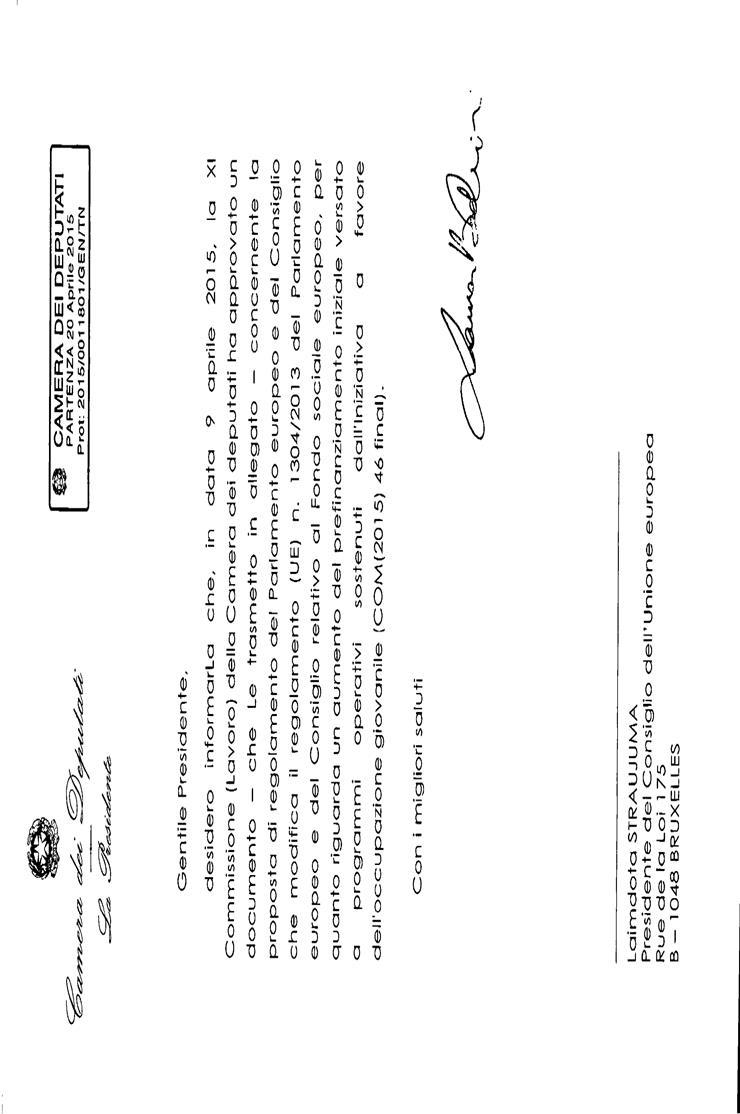 Camera dei Deputati
La Presidente
CAMERA DEI DEPUTATI
PARTENZA 20 Aprile 2015
Prot: 2015/0011801/GEN/TN
Gentile Presidente,
desidero informarLa che, in data 9 aprile 2015, la XI
Commissione (Lavoro) della Camera dei deputati ha approvato un
documento – che Le trasmetto in allegato – concernente la
proposta di regolamento del Parlamento europeo e del Consiglio
che modifica il regolamento (UE) n. 1304/2013 del Parlamento
europeo e del Consiglio relativo al Fondo sociale europeo, per
quanto riguarda un aumento del prefinanziamento iniziale versato
a programmi operativi sostenuti dall'Iniziativa a favore
dell'occupazione giovanile (COM(2015) 46 final).
Con i migliori saluti
Laimdota STRAUJUMA
Presidente del Consiglio dell'Unione europea
Rue de la Loi 175
B – 1048 BRUXELLES